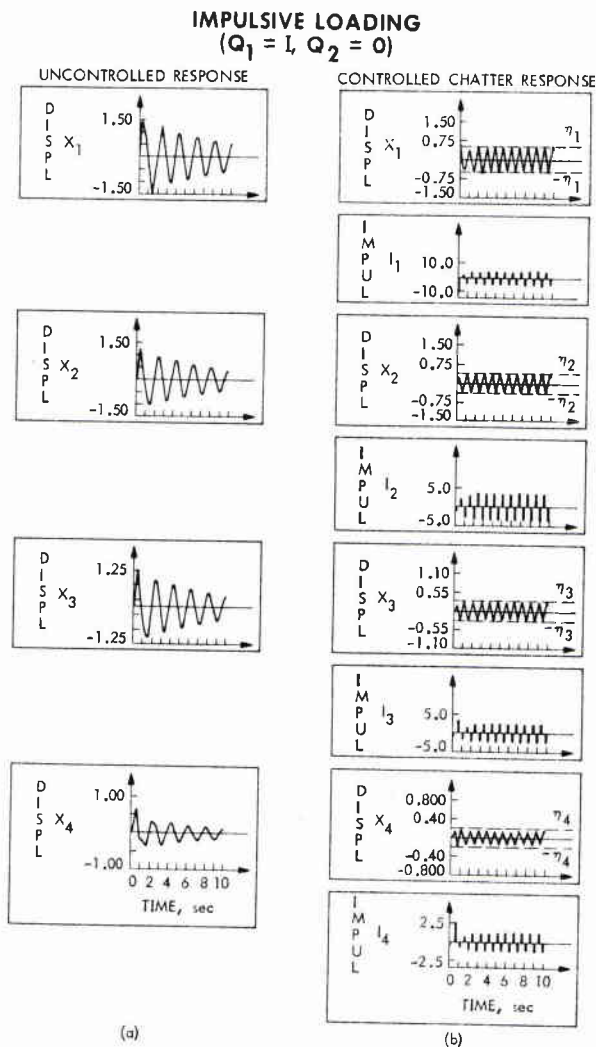 IMPULSIVE LOADING
(Q1 = I, Q2 = 0)
UNCONTROLLED RESPONSE
DISPL X1
1.50
-1.50
DISPL X2
1.50
-1.50
DISPL X3
1.25
-1.25
DISPL X4
1.00
-1.00
0 2 4 6 8 10
TIME, sec
(a)
CONTROLLED CHATTER RESPONSE
DISPL X1
1.50
0.75
-0.75
-1.50
η1
-η1
IMPUL I1
10.0
-10.0
DISPL X2
1.50
0.75
-0.75
-1.50
η2
-η2
IMPUL I2
5.0
-5.0
DISPL X3
1.10
0.55
-0.55
-1.10
η3
-η3
IMPUL I3
5.0
-5.0
DISPL X4
0.800
0.40
-0.40
-0.800
η4
-η4
IMPUL I4
2.5
-2.5
0 2 4 6 8 10
TIME, sec
(b)